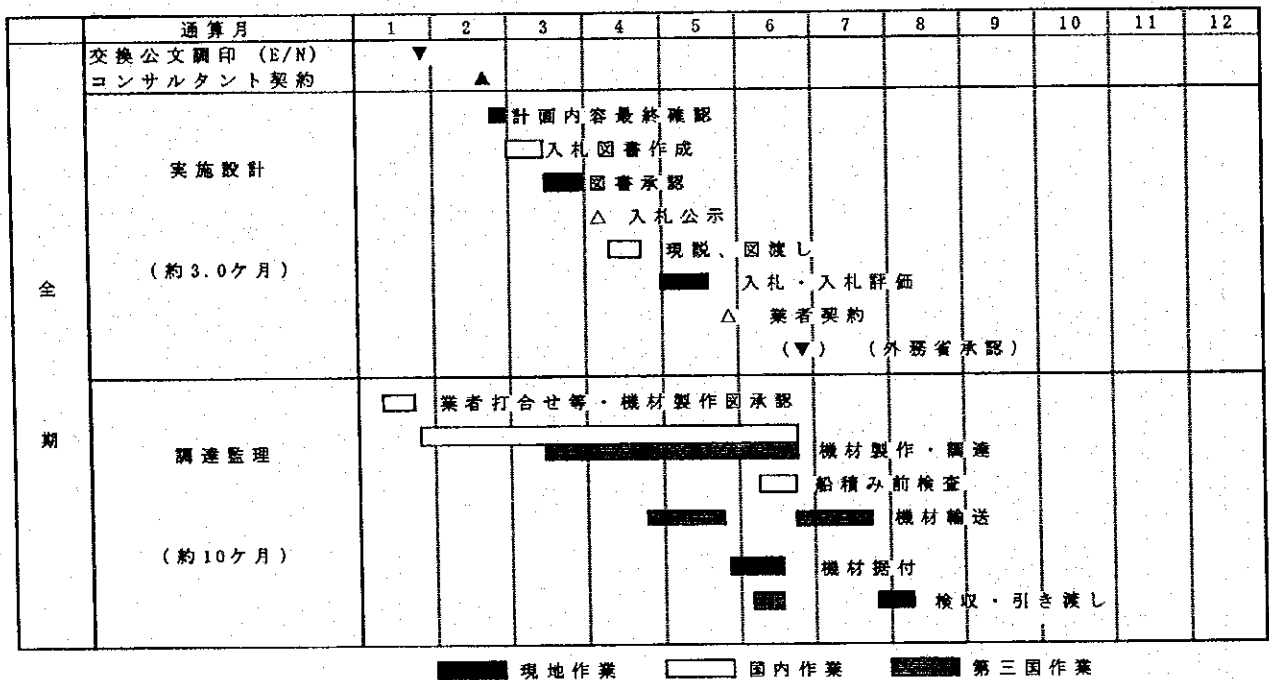 通算月 1 2 3 4 5 6 7 8 9 10 11 12
交換公文調印 (E/N) ▼
コンサルタント契約 ▲
計画内容最終確認
入札図書作成
実施設計
図書承認
△ 入札公示
現説、図渡し
(約3.0ケ月)
入札・入札評価
全
△ 業者契約
(▼) (外務省承認)
業者打合せ等・機材製作図承認
期
調達監理
機材製作・調達
船積み前検査
機材輸送
(約10ケ月)
機材据付
検収・引き渡し
現地作業 国内作業 第三国作業